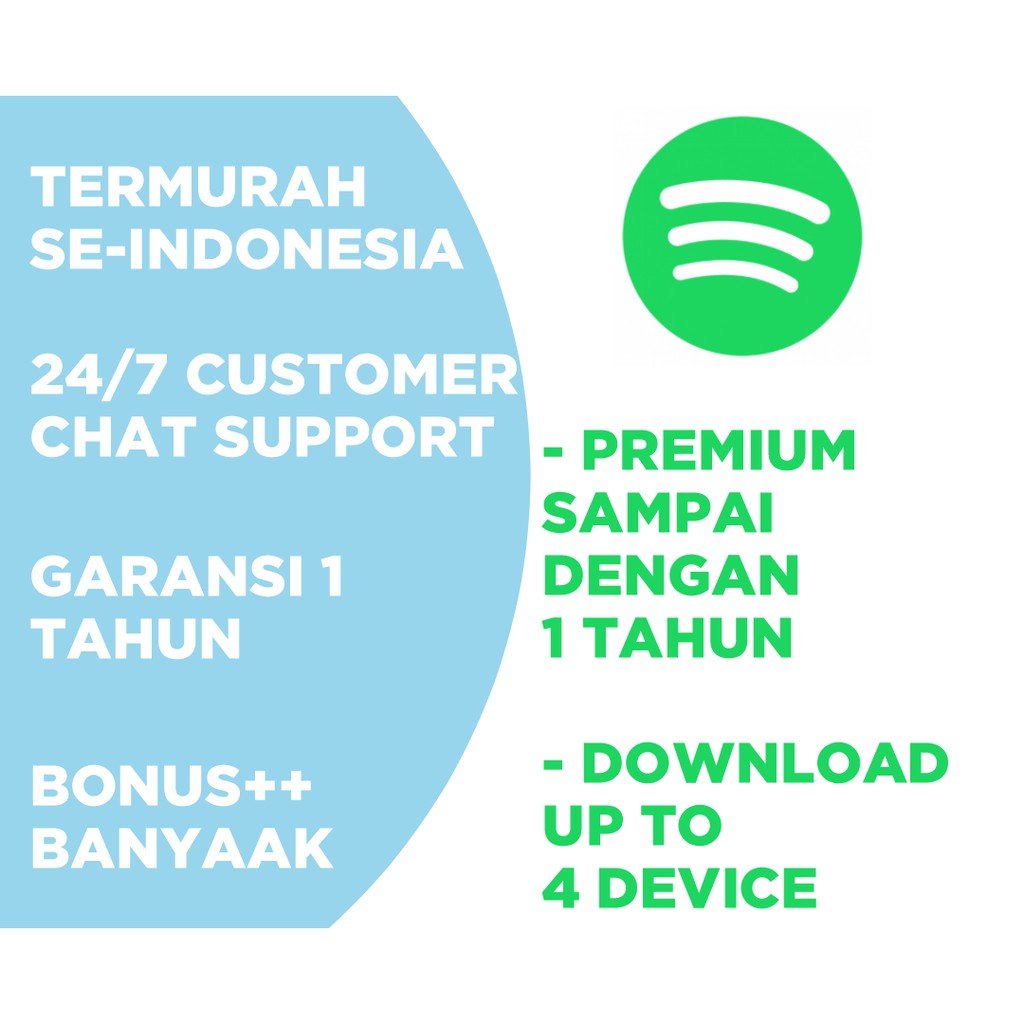 TERMURAH
SE-INDONESIA
24/7 CUSTOMER
CHAT SUPPORT
GARANSI 1
TAHUN
BONUS++
BANYAAK
- PREMIUM
SAMPAI
DENGAN
1 TAHUN
- DOWNLOAD
UP TO
4 DEVICE